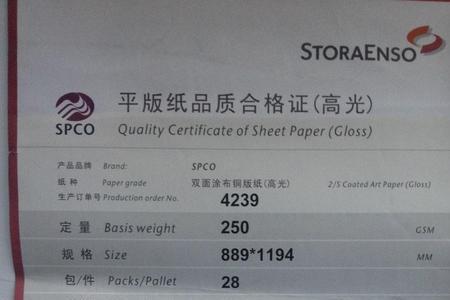 STORAENSO
SPCO
平版纸品质合格证(高光)
Quality Certificate of Sheet Paper (Gloss)
产品品牌 Brand: SPCO
纸种 Paper grade 双面涂布铜版纸(高光) 2/S Coated Art Paper (Gloss)
生产订单号 Production order No. 4239
定量 Basis weight 250 GSM
规格 Size 889*1194 MM
包/件 Packs/Pallet 28